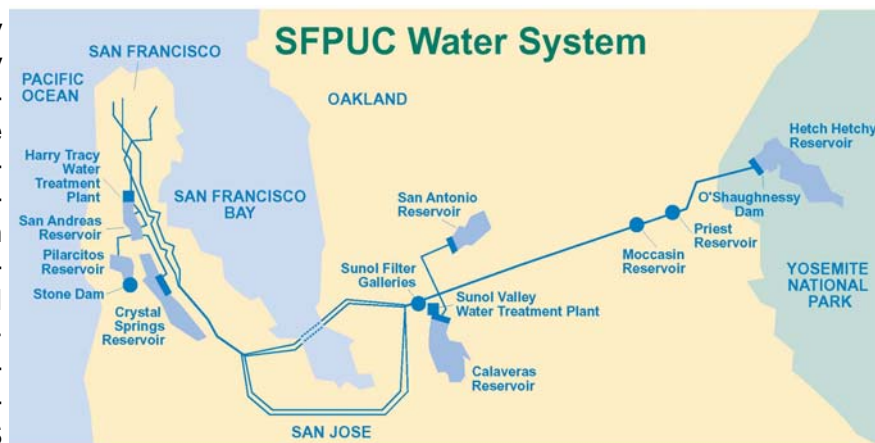 SFPUC Water System
SAN FRANCISCO
PACIFIC
OCEAN
OAKLAND
Hetch Hetchy
Reservoir
Harry Tracy
Water
Treatment
Plant
SAN FRANCISCO
BAY
San Antonio
Reservoir
O'Shaughnessy
Dam
San Andreas
Reservoir
Priest
Reservoir
Moccasin
Reservoir
Pilarcitos
Reservoir
Sunol Filter
Galleries
YOSEMITE
NATIONAL
PARK
Stone Dam
Sunol Valley
Water Treatment Plant
Crystal
Springs
Reservoir
Calaveras
Reservoir
SAN JOSE